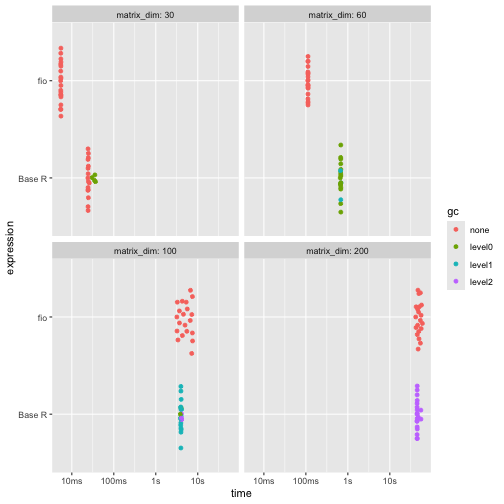 matrix_dim: 30
matrix_dim: 60
fio
Base R
matrix_dim: 100
matrix_dim: 200
fio
Base R
10ms 100ms 1s 10s 10ms 100ms 1s 10s
time
expression
gc
none
level0
level1
level2